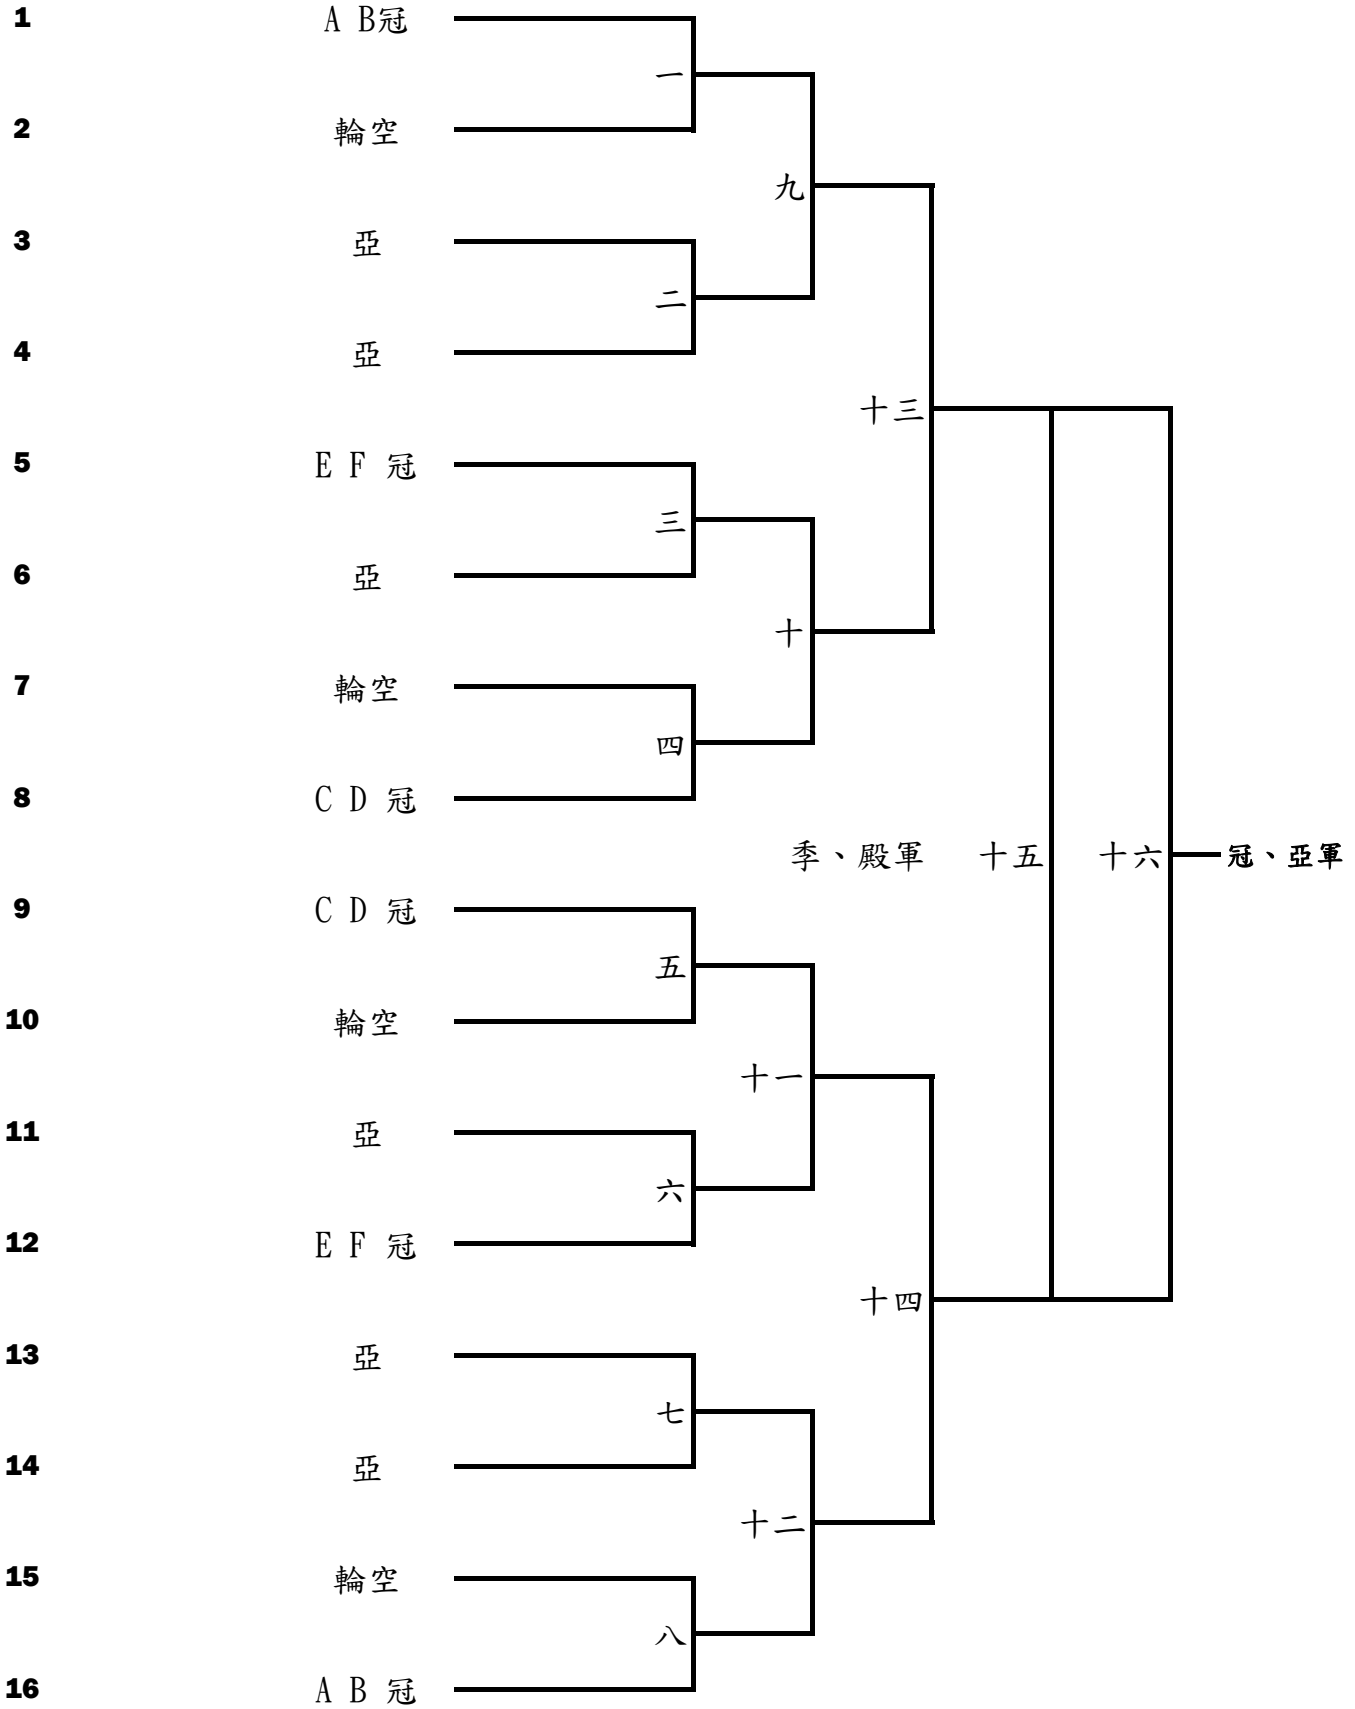 1 A B冠
一
2 輪空
九
3 亞
二
4 亞
十三
5 E F 冠
三
6 亞
十
7 輪空
四
8 C D 冠
季、殿軍 十五 十六 冠、亞軍
9 C D 冠
五
10 輪空
十一
11 亞
六
12 E F 冠
十四
13 亞
七
14 亞
十二
15 輪空
八
16 A B 冠